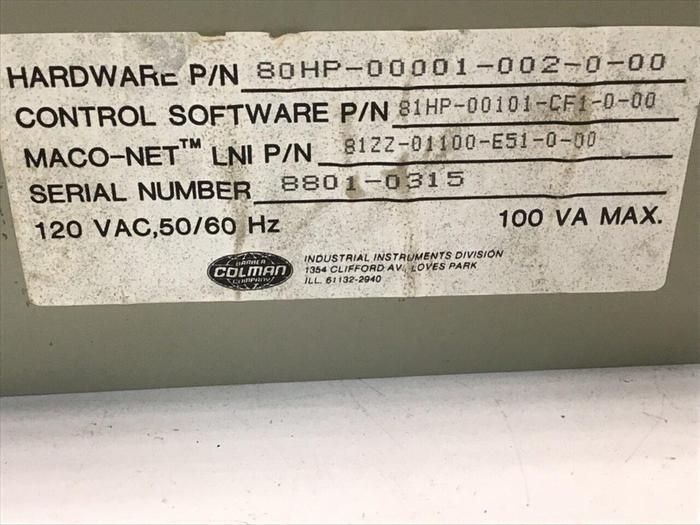 HARDWARE P/N 80HP-00001-002-0-00
CONTROL SOFTWARE P/N 81HP-00101-CF1-0-00
MACO-NET™ LNI P/N 81ZZ-01100-E51-0-00
SERIAL NUMBER 8801-0315
120 VAC,50/60 Hz 100 VA MAX.
BARBER
COLMAN
COMPANY
INDUSTRIAL INSTRUMENTS DIVISION
1354 CLIFFORD AV., LOVES PARK
ILL. 61132-2940